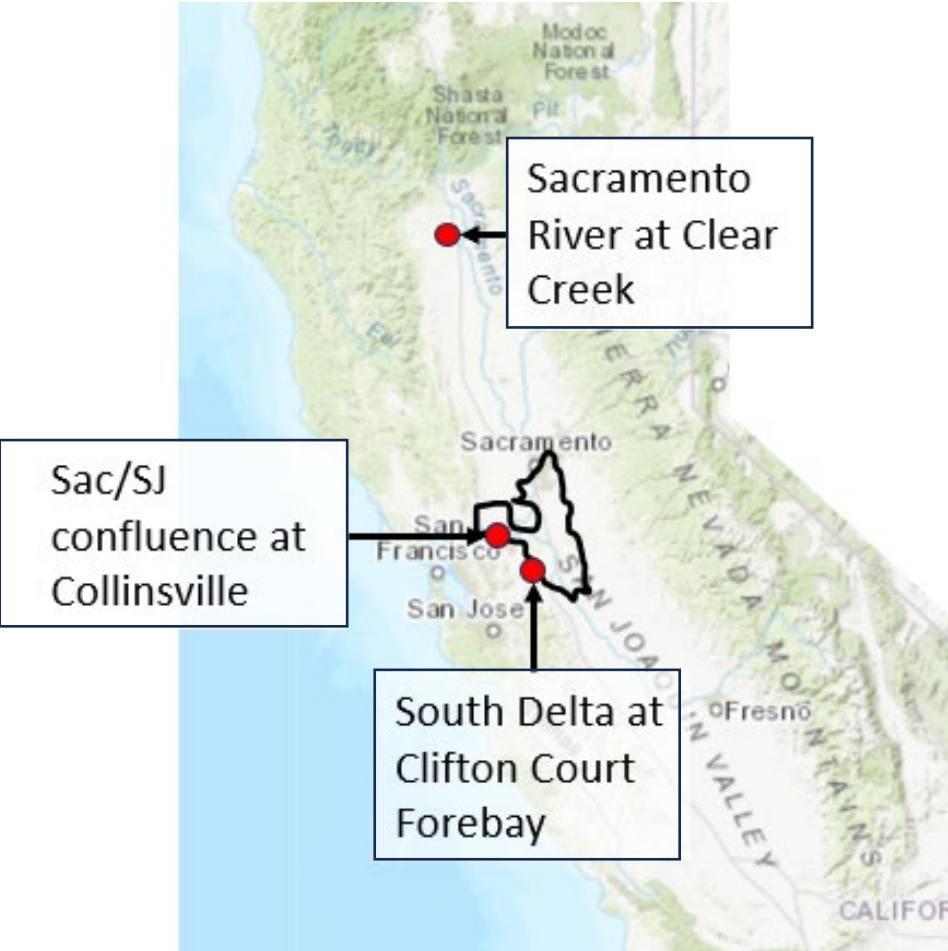 Modoc
National
Forest
Shasta
National
Forest
Pit
Trinity
Sacramento
River at Clear
Creek
Sacramento
Eel
Sacramento
Sac/SJ
confluence at
Collinsville
San
Francisco
San Jose
South Delta at
Clifton Court
Forebay
Fresno
SAN JOAQUIN VALLEY
IERRA NEVADA MOUNTAINS
CALIFOR